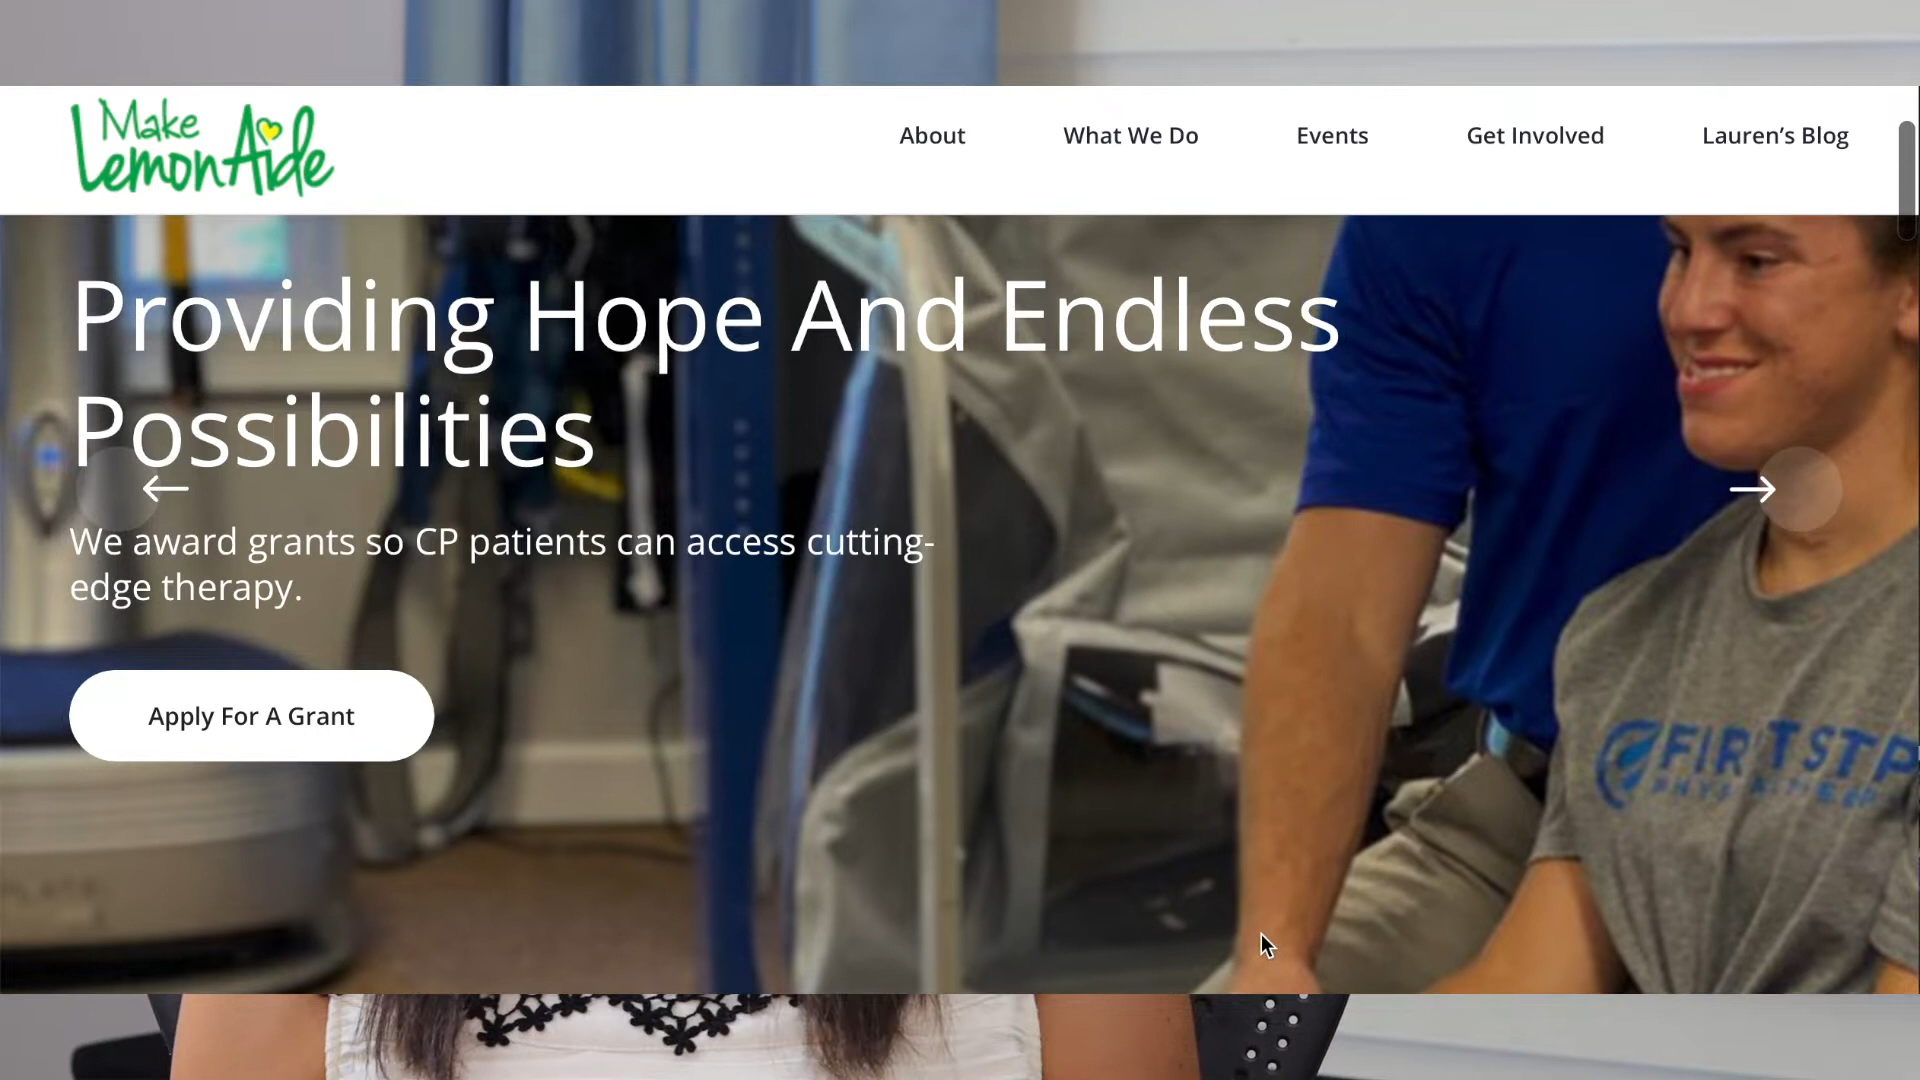 Make
LemonAide
About
What We Do
Events
Get Involved
Lauren’s Blog
Providing Hope And Endless
Possibilities
We award grants so CP patients can access cutting-
edge therapy.
Apply For A Grant